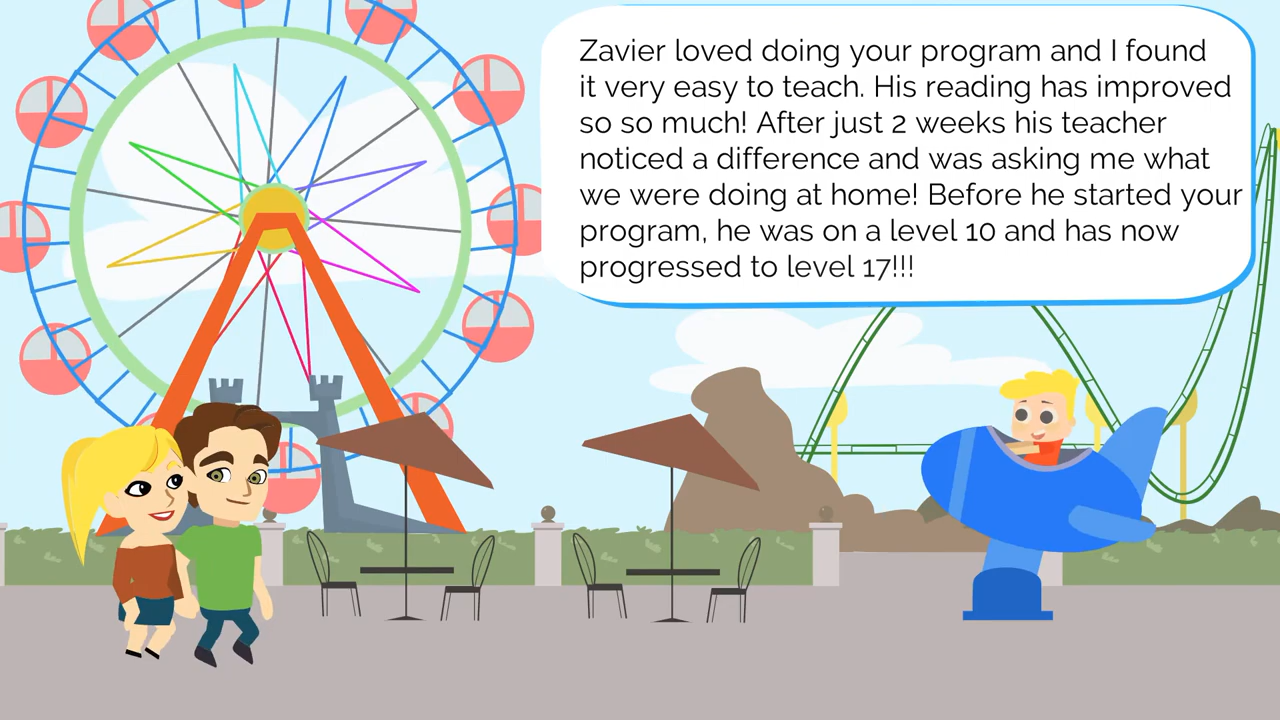 Zavier loved doing your program and I found
it very easy to teach. His reading has improved
so so much! After just 2 weeks his teacher
noticed a difference and was asking me what
we were doing at home! Before he started your
program, he was on a level 10 and has now
progressed to level 17!!!